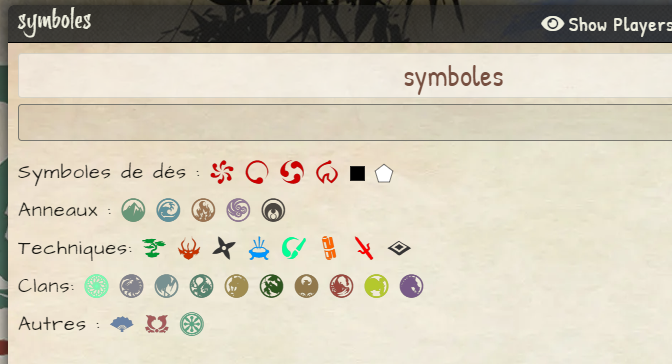 symboles
Show Players
symboles
Symboles de dés :
Anneaux :
Techniques:
Clans:
Autres :